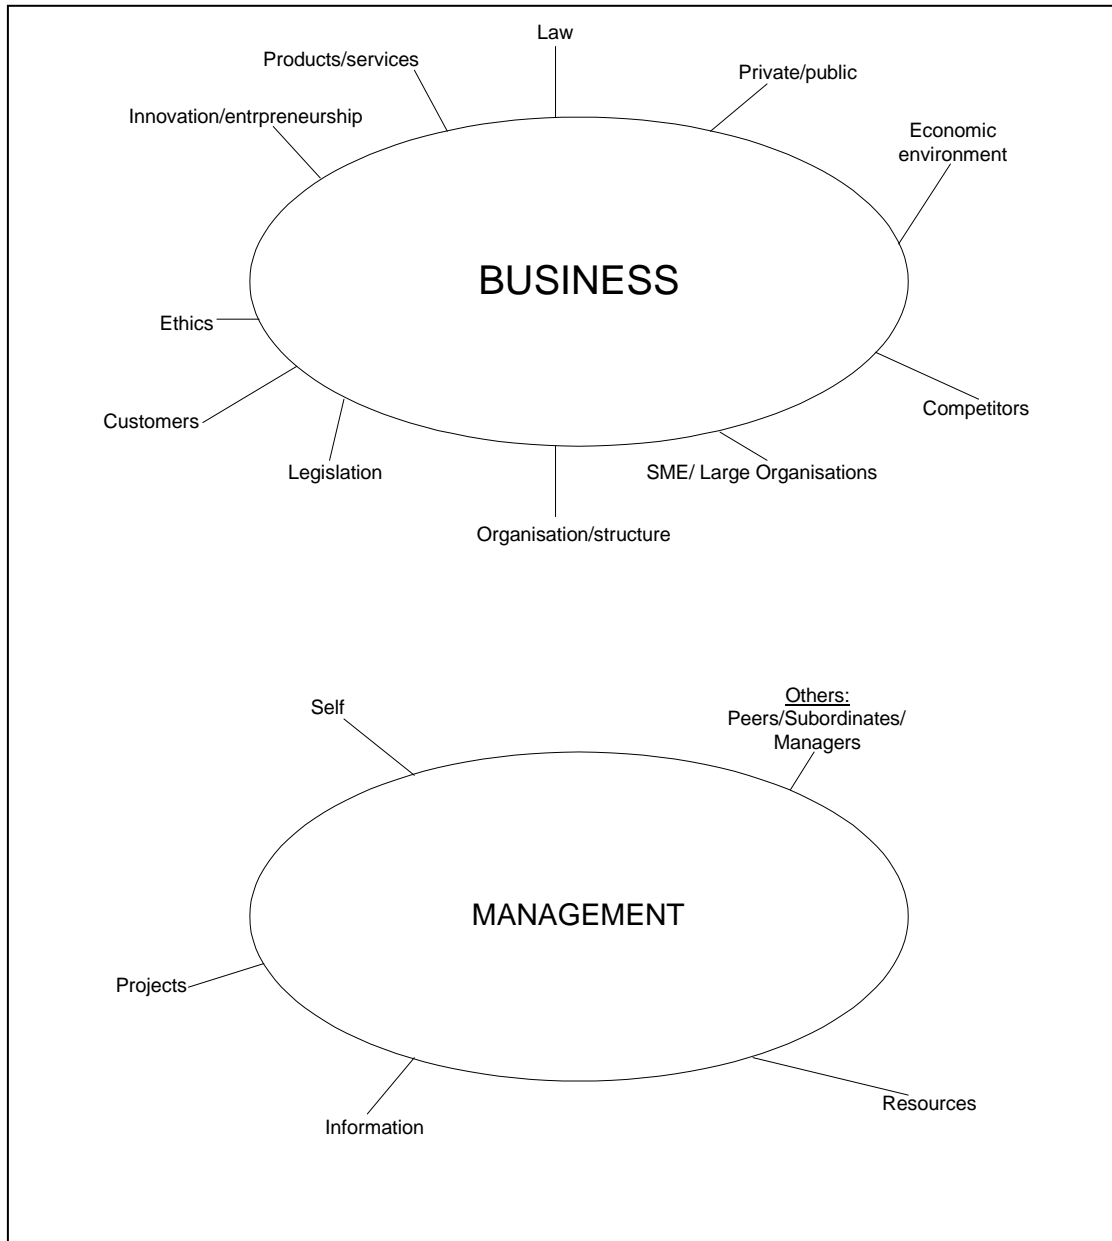 Law
Products/services
Private/public
Innovation/entrpreneurship
Economic
environment
BUSINESS
Ethics
Customers
Competitors
Legislation
SME/ Large Organisations
Organisation/structure
Self
Others:
Peers/Subordinates/
Managers
MANAGEMENT
Projects
Resources
Information